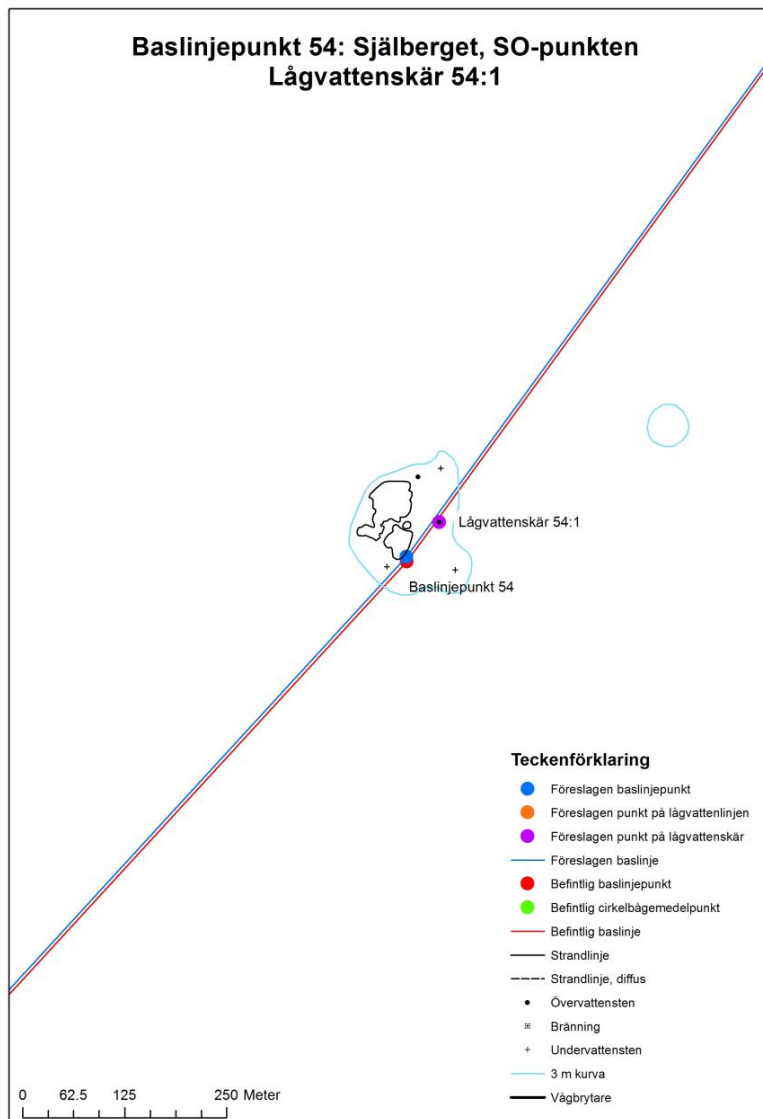 Baslinjepunkt 54: Själberget, SO-punkten
Lågvattenskär 54:1
Lågvattenskär 54:1
Baslinjepunkt 54
Teckenförklaring
Föreslagen baslinjepunkt
Föreslagen punkt på lågvattenlinjen
Föreslagen punkt på lågvattenskär
Föreslagen baslinje
Befintlig baslinjepunkt
Befintlig cirkelbågemedelpunkt
Befintlig baslinje
Strandlinje
Strandlinje, diffus
Övervattensten
Bränning
Undervattensten
3 m kurva
Vågbrytare
0 62.5 125 250 Meter